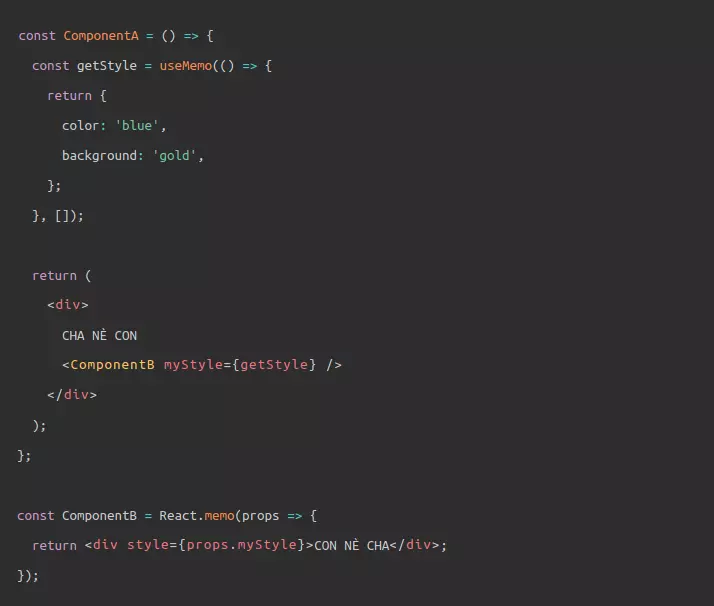 const ComponentA = () => {
const getStyle = useMemo(() => {
return {
color: 'blue',
background: 'gold',
};
}, []);
return (
<div>
CHA NÈ CON
<ComponentB myStyle={getStyle} />
</div>
);
};
const ComponentB = React.memo(props => {
return <div style={props.myStyle}>CON NÈ CHA</div>;
});